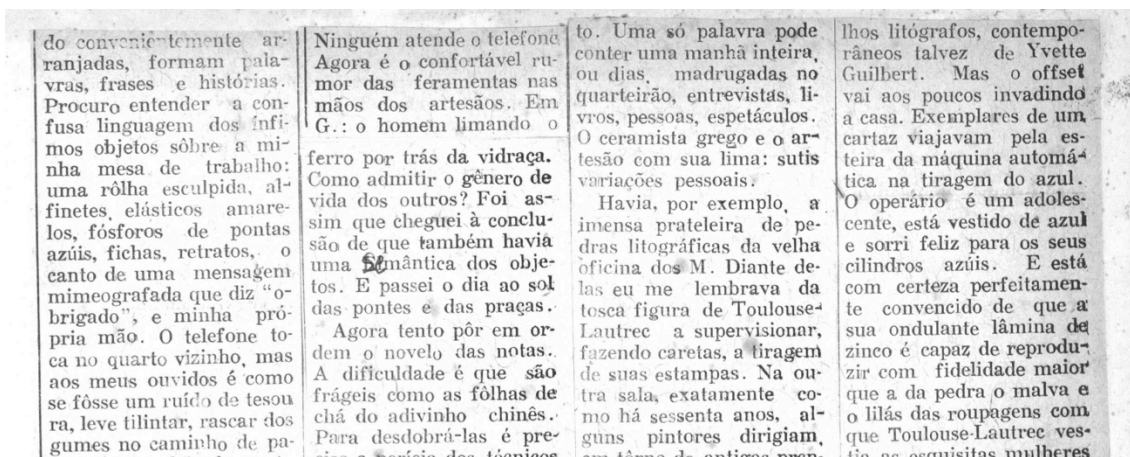 do convenientemente ar-
ranjadas, formam pala-
vras, frases e histórias.
Procuro entender a con-
fusa linguagem dos ínfi-
mos objetos sôbre a mi-
nha mesa de trabalho:
uma rôlha esculpida, al-
finetes, elásticos amare-
los, fósforos de pontas
azúis, fichas, retratos, o
canto de uma mensagem
mimeografada que diz "o-
brigado", e minha pró-
pria mão. O telefone to-
ca no quarto vizinho, mas
aos meus ouvidos é como
se fôsse um ruído de tesou
ra, leve tilintar, rascar dos
gumes no caminho de pa-
Ninguém atende o telefone
Agora é o confortável ru-
mor das feramentas nas
mãos dos artesãos. Em
G.: o homem limando o
ferro por trás da vidraça.
Como admitir o gênero de
vida dos outros? Foi as-
sim que cheguei à conclu-
são de que também havia
uma Semântica dos obje-
tos. E passei o dia ao sol
das pontes e das praças.
Agora tento pôr em or-
dem o novelo das notas.
A dificuldade é que são
frágeis como as fôlhas de
chá do adivinho chinês.
Para desdobrá-las é pre-
to. Uma só palavra pode
conter uma manhã inteira,
ou dias, madrugadas no
quarteirão, entrevistas, li-
vros, pessoas, espetáculos.
O ceramista grego e o ar-
tesão com sua lima: sutis
variações pessoais.
Havia, por exemplo, a
imensa prateleira de pe-
dras litográficas da velha
oficina dos M. Diante de-
las eu me lembrava da
tosca figura de Toulouse-
Lautrec a supervisionar,
fazendo caretas, a tiragem
de suas estampas. Na ou-
tra sala, exatamente co-
mo há sessenta anos, al-
guns pintores dirigiam,
lhos litógrafos, contempo-
râneos talvez de Yvette
Guilbert. Mas o offset
vai aos poucos invadindo
a casa. Exemplares de um
cartaz viajavam pela es-
teira da máquina automá-
tica na tiragem do azul.
O operário é um adoles-
cente, está vestido de azul
e sorri feliz para os seus
cilindros azúis. E está
com certeza perfeitamen-
te convencido de que a
sua ondulante lâmina de
zinco é capaz de reprodu-
zir com fidelidade maior
que a da pedra o malva e
o lilás das roupagens com
que Toulouse-Lautrec ves-
tia as esquisitas mulheres